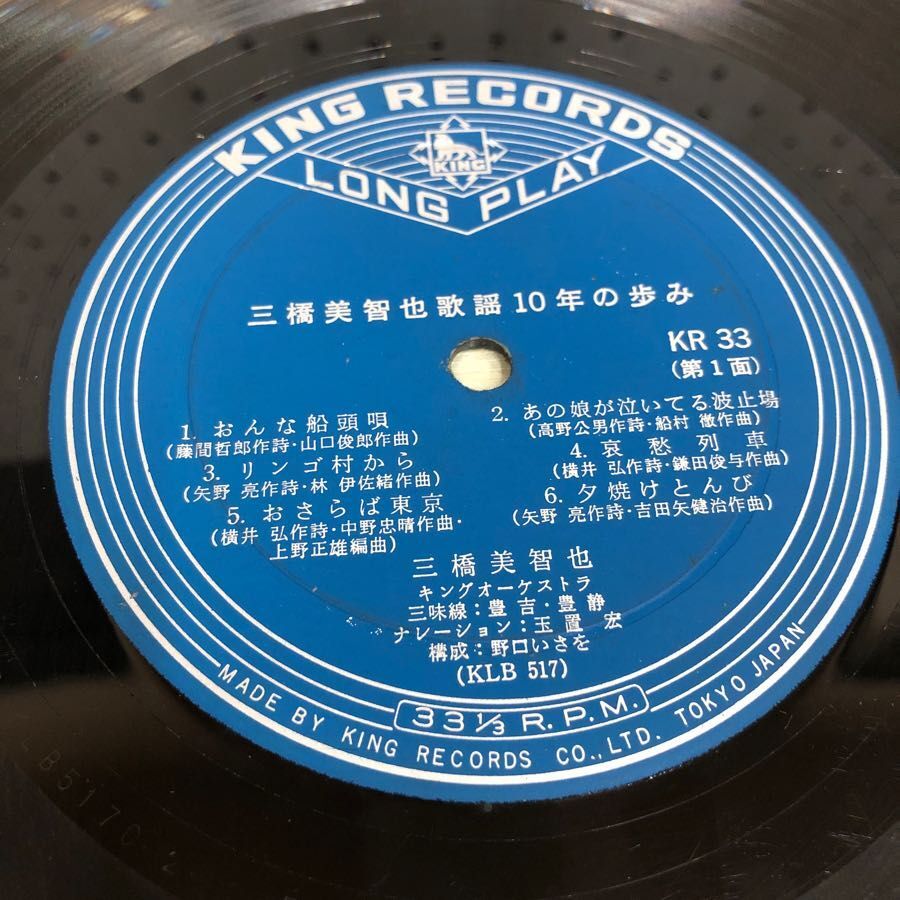 KING RECORDS
KING
LONG PLAY
三橋美智也歌謡10年の歩み
KR 33
(第1面)
1. おんな船頭唄
(藤間哲郎作詩・山口俊郎作曲)
2. あの娘が泣いてる波止場
(高野公男作詩・船村 徹作曲)
3. リンゴ村から
(矢野 亮作詩・林 伊佐緒作曲)
4. 哀愁列車
(横井 弘作詩・鎌田俊与作曲)
5. おさらば東京
(横井 弘作詩・中野忠晴作曲・
上野正雄編曲)
6. 夕焼けとんび
(矢野 亮作詩・吉田矢健治作曲)
三橋美智也
キングオーケストラ
三味線：豊吉・豊静
ナレーション：玉置 宏
構成：野口いさを
(KLB 517)
33 1/3 R.P.M.
MADE BY KING RECORDS CO., LTD. TOKYO JAPAN